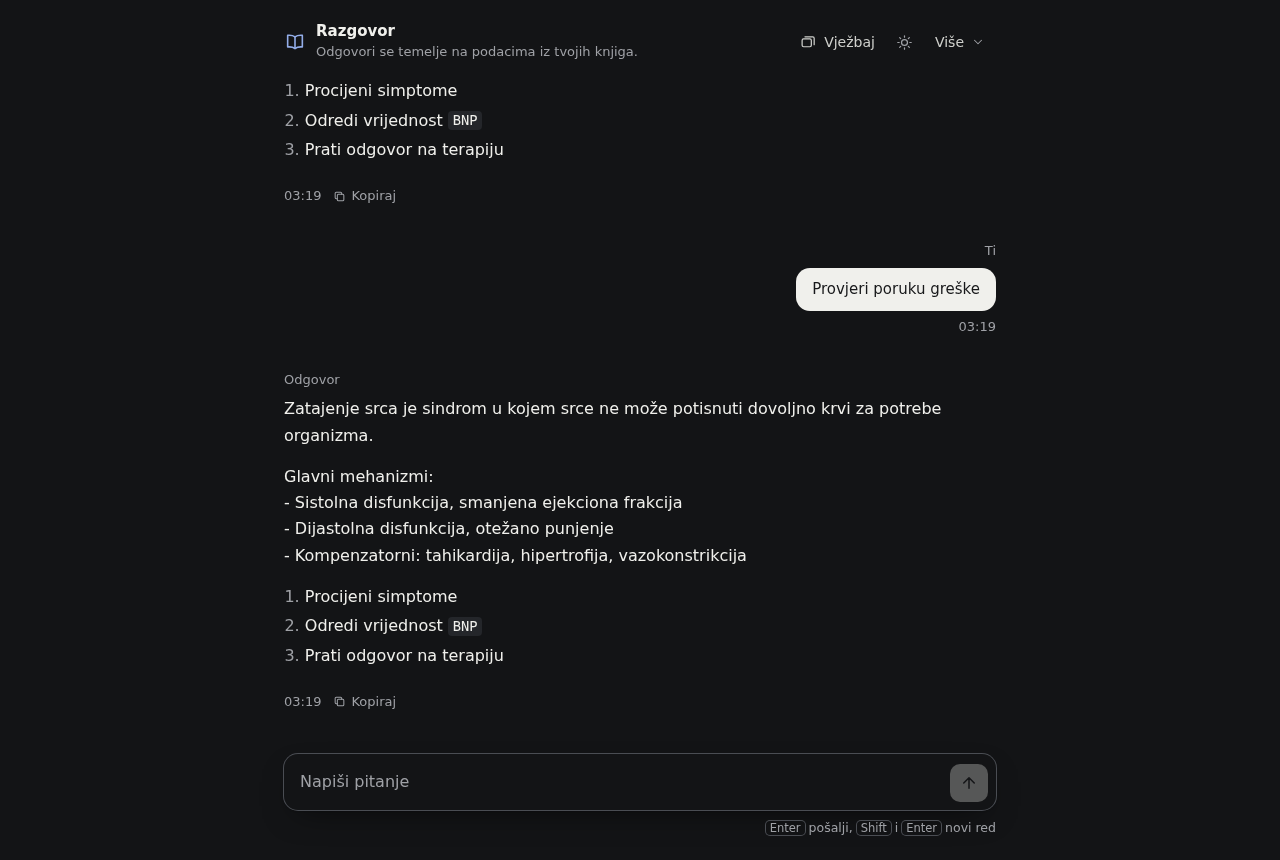 Razgovor
Odgovori se temelje na podacima iz tvojih knjiga.
Vježbaj
Više
1. Procijeni simptome
2. Odredi vrijednost BNP
3. Prati odgovor na terapiju
03:19 Kopiraj
Ti
Provjeri poruku greške
03:19
Odgovor
Zatajenje srca je sindrom u kojem srce ne može potisnuti dovoljno krvi za potrebe
organizma.
Glavni mehanizmi:
- Sistolna disfunkcija, smanjena ejekciona frakcija
- Dijastolna disfunkcija, otežano punjenje
- Kompenzatorni: tahikardija, hipertrofija, vazokonstrikcija
1. Procijeni simptome
2. Odredi vrijednost BNP
3. Prati odgovor na terapiju
03:19 Kopiraj
Napiši pitanje
Enter pošalji, Shift i Enter novi red